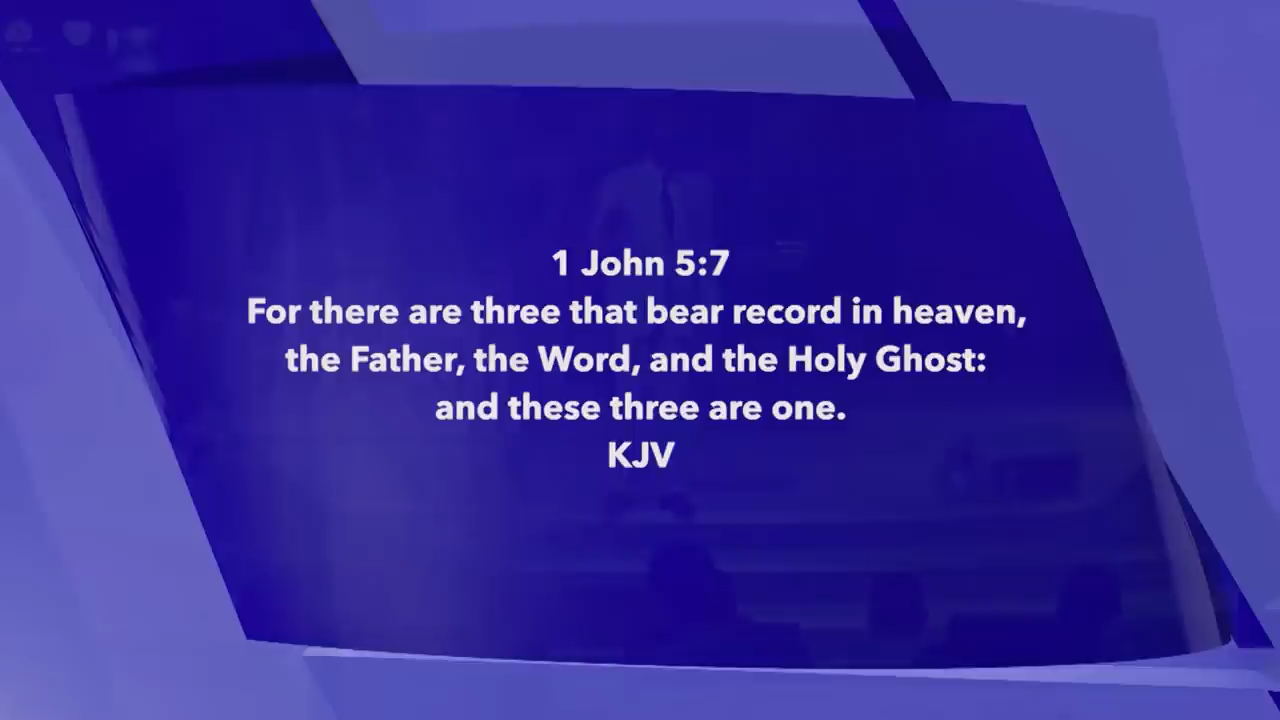 1 John 5:7
For there are three that bear record in heaven,
the Father, the Word, and the Holy Ghost:
and these three are one.
KJV